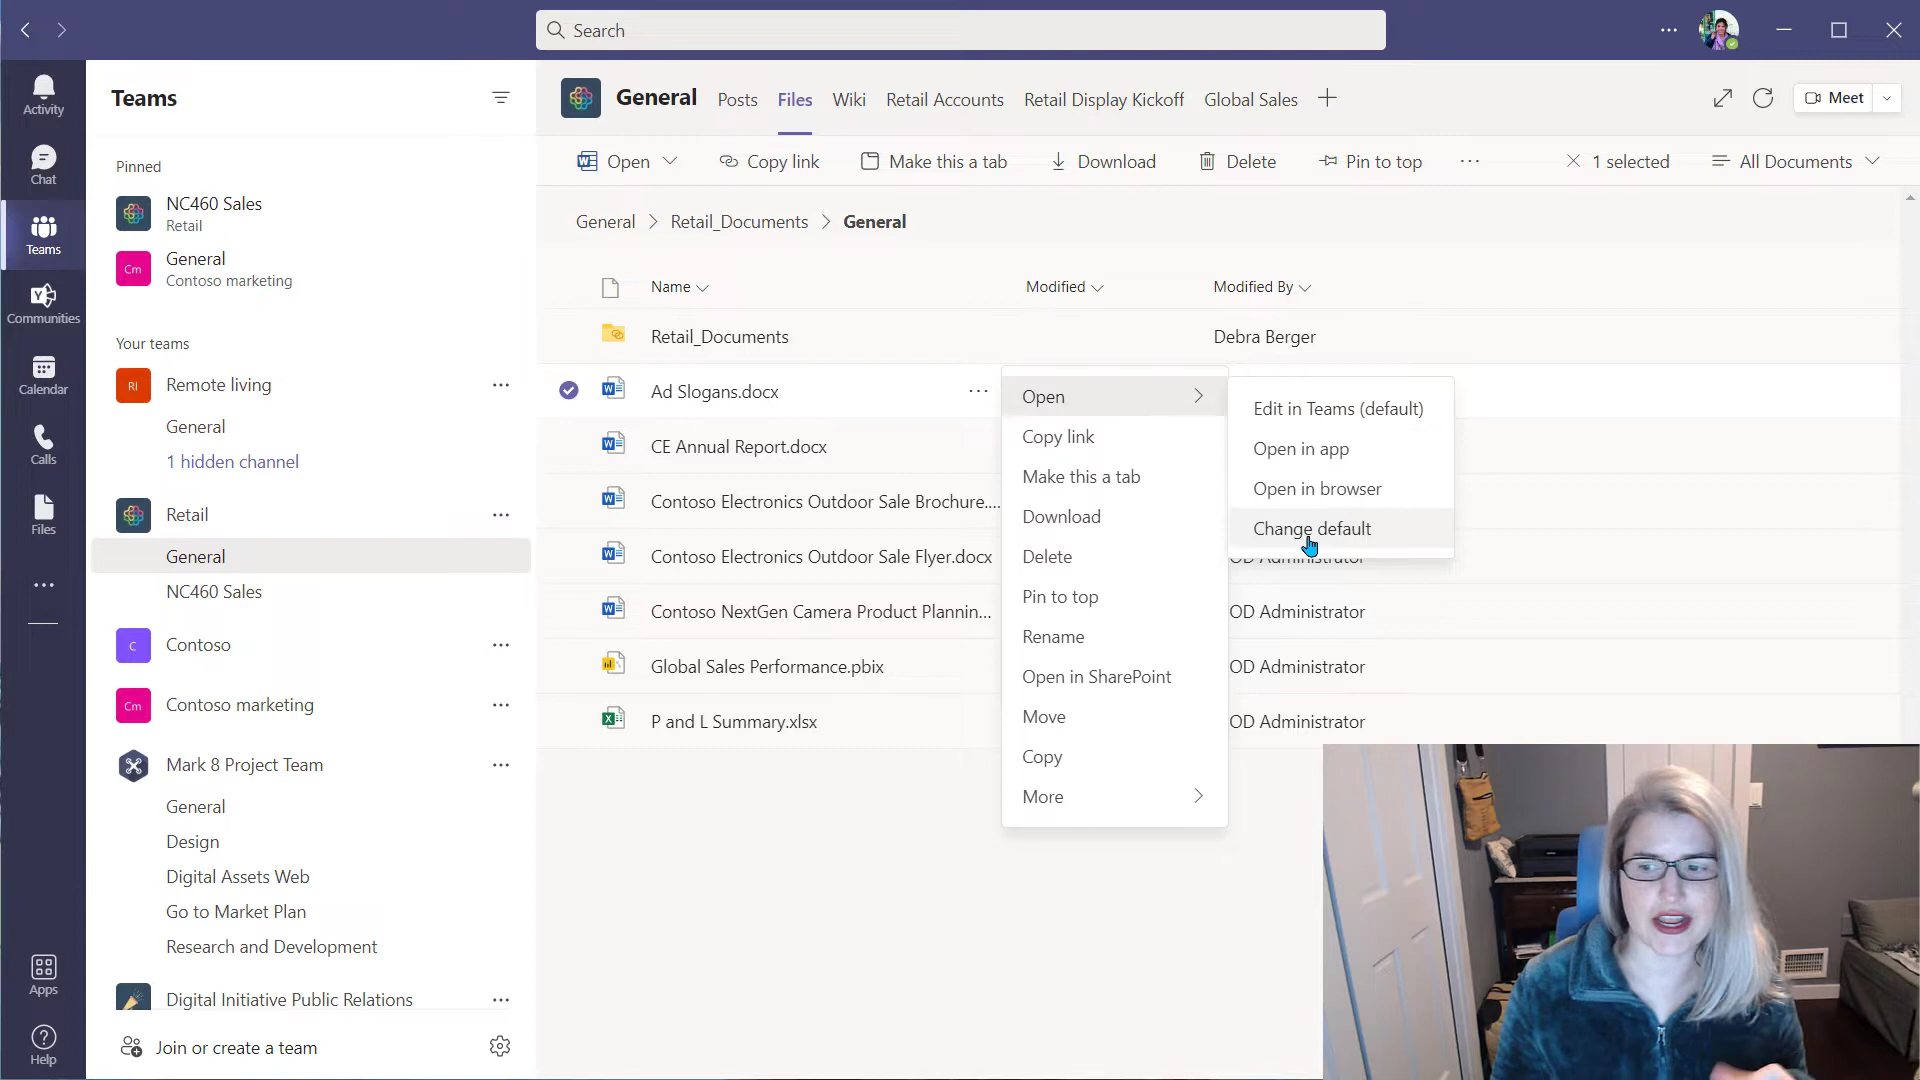 Search
Activity
Chat
Teams
Communities
Calendar
Calls
Files
Apps
Help
Teams
Pinned
NC460 Sales
Retail
Cm
General
Contoso marketing
Your teams
Rl
Remote living
General
1 hidden channel
Retail
General
NC460 Sales
C
Contoso
Cm
Contoso marketing
Mark 8 Project Team
General
Design
Digital Assets Web
Go to Market Plan
Research and Development
Digital Initiative Public Relations
Join or create a team
General Posts Files Wiki Retail Accounts Retail Display Kickoff Global Sales
Meet
Open Copy link Make this a tab Download Delete Pin to top 1 selected All Documents
General > Retail_Documents > General
Name Modified Modified By
Retail_Documents Debra Berger
Ad Slogans.docx
CE Annual Report.docx
Contoso Electronics Outdoor Sale Brochure....
Contoso Electronics Outdoor Sale Flyer.docx OD Administrator
Contoso NextGen Camera Product Plannin... OD Administrator
Global Sales Performance.pbix OD Administrator
P and L Summary.xlsx OD Administrator
Open
Copy link
Make this a tab
Download
Delete
Pin to top
Rename
Open in SharePoint
Move
Copy
More
Edit in Teams (default)
Open in app
Open in browser
Change default